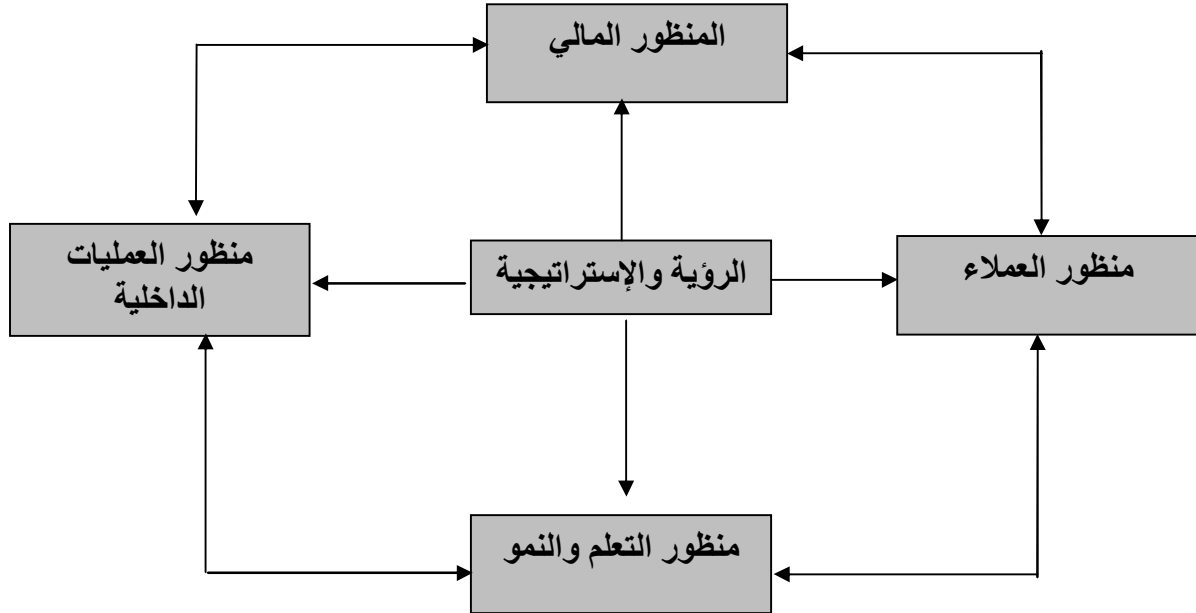 المنظور المالي
منظور العملاء
الرؤية والإستراتيجية
منظور العمليات
الداخلية
منظور التعلم والنمو